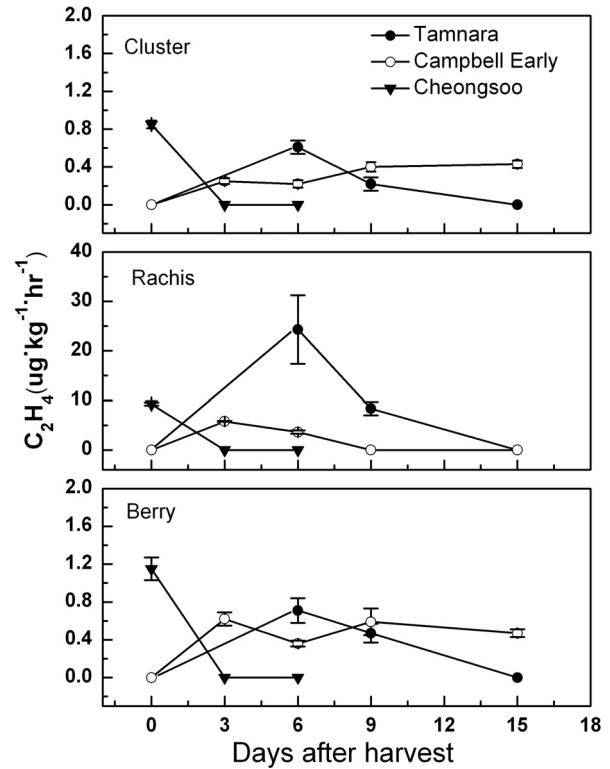 2.0
1.6
1.2
0.8
0.4
0.0
Cluster
Tamnara
Campbell Early
Cheongsoo
40
30
20
10
0
Rachis
C2H4(ug·kg-1·hr-1)
2.0
1.6
1.2
0.8
0.4
0.0
Berry
0 3 6 9 12 15 18
Days after harvest